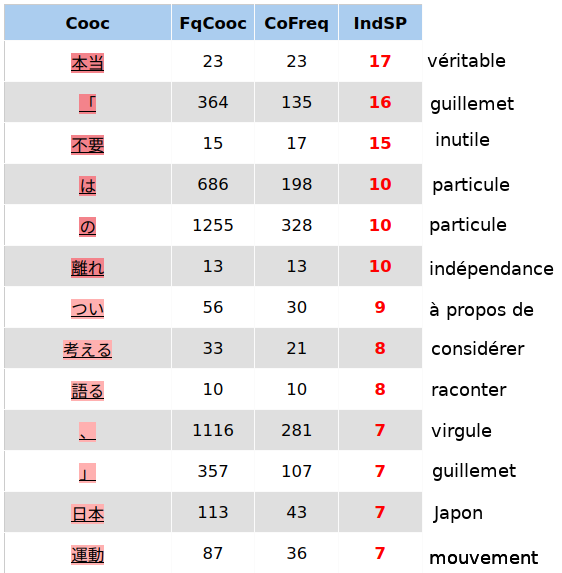 Cooc FqCooc CoFreq IndSP
本当 23 23 17 véritable
「 364 135 16 guillemet
不要 15 17 15 inutile
は 686 198 10 particule
の 1255 328 10 particule
離れ 13 13 10 indépendance
つい 56 30 9 à propos de
考える 33 21 8 considérer
語る 10 10 8 raconter
、 1116 281 7 virgule
」 357 107 7 guillemet
日本 113 43 7 Japon
運動 87 36 7 mouvement